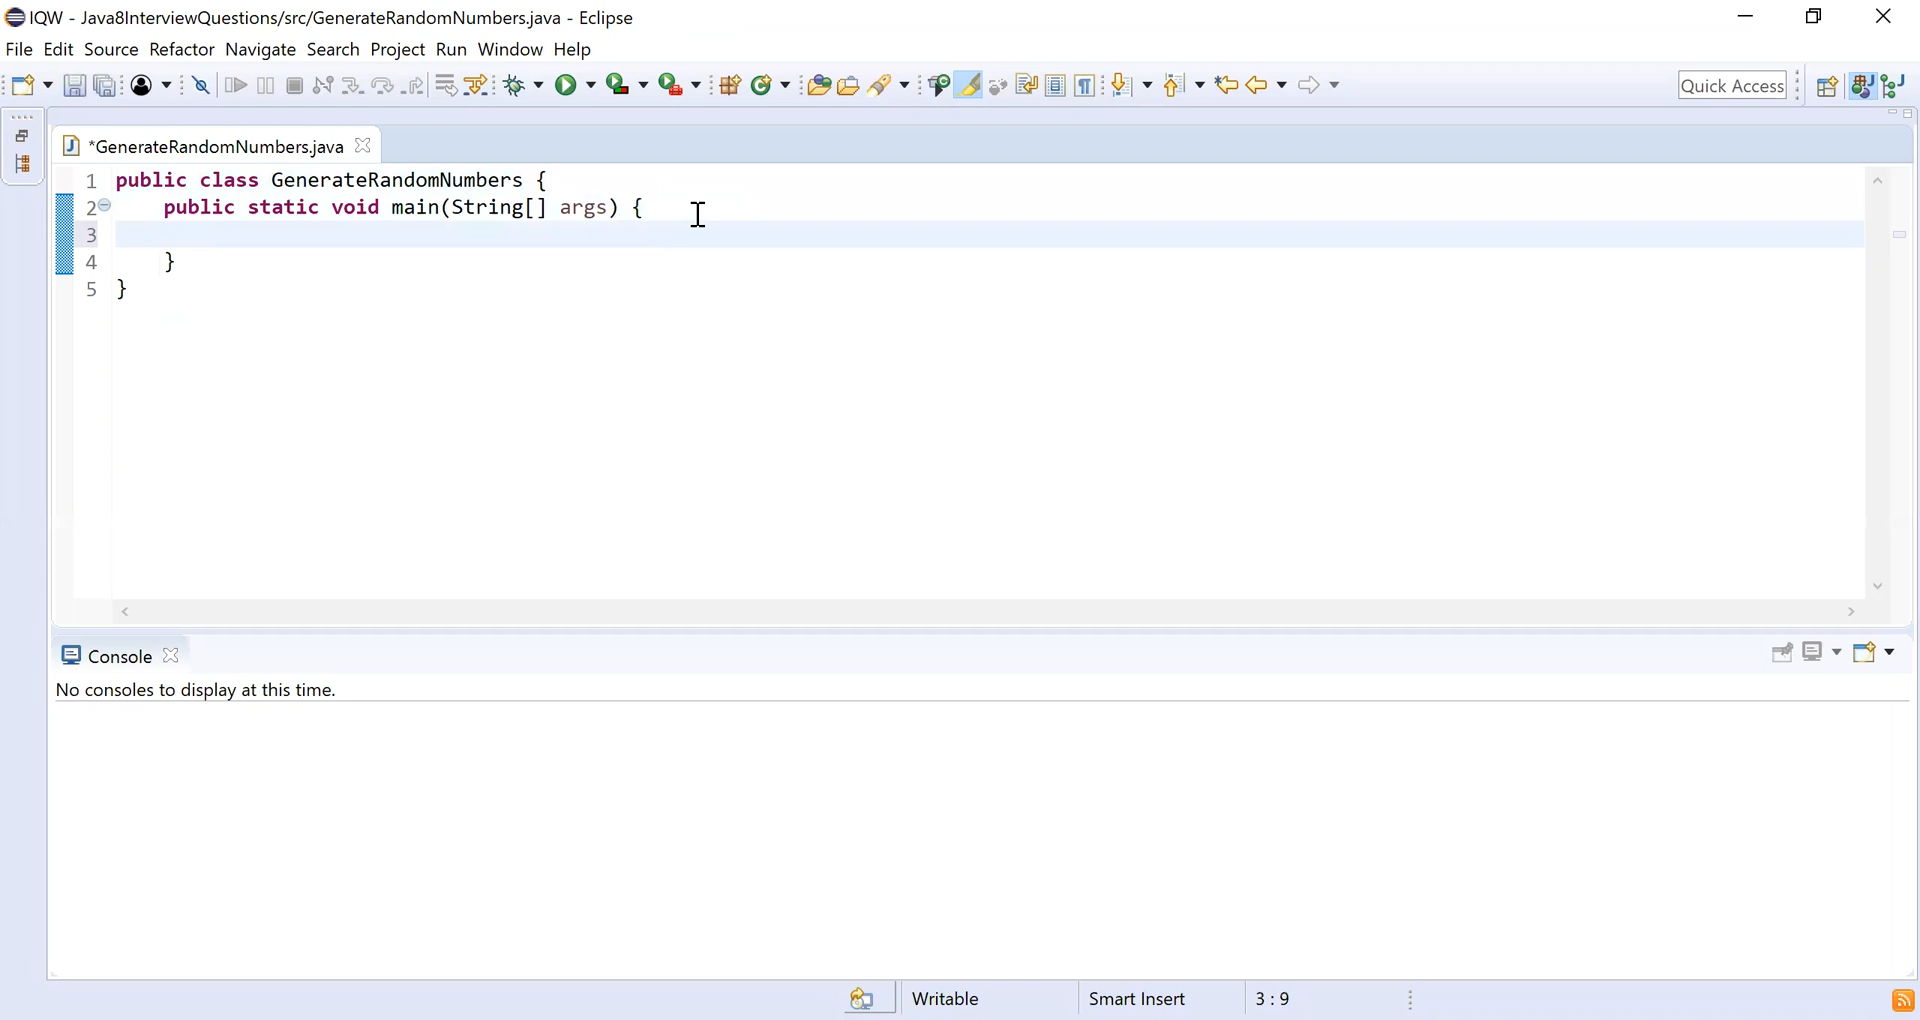 IQW - Java8InterviewQuestions/src/GenerateRandomNumbers.java - Eclipse
File Edit Source Refactor Navigate Search Project Run Window Help
Quick Access
*GenerateRandomNumbers.java
1 public class GenerateRandomNumbers {
2 public static void main(String[] args) {
3
4 }
5 }
Console
No consoles to display at this time.
Writable Smart Insert 3 : 9